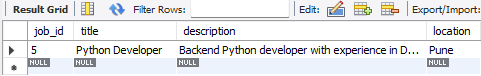 Result Grid Filter Rows: Edit: Export/Import:
job_id title description location
5 Python Developer Backend Python developer with experience in D... Pune
NULL NULL NULL NULL